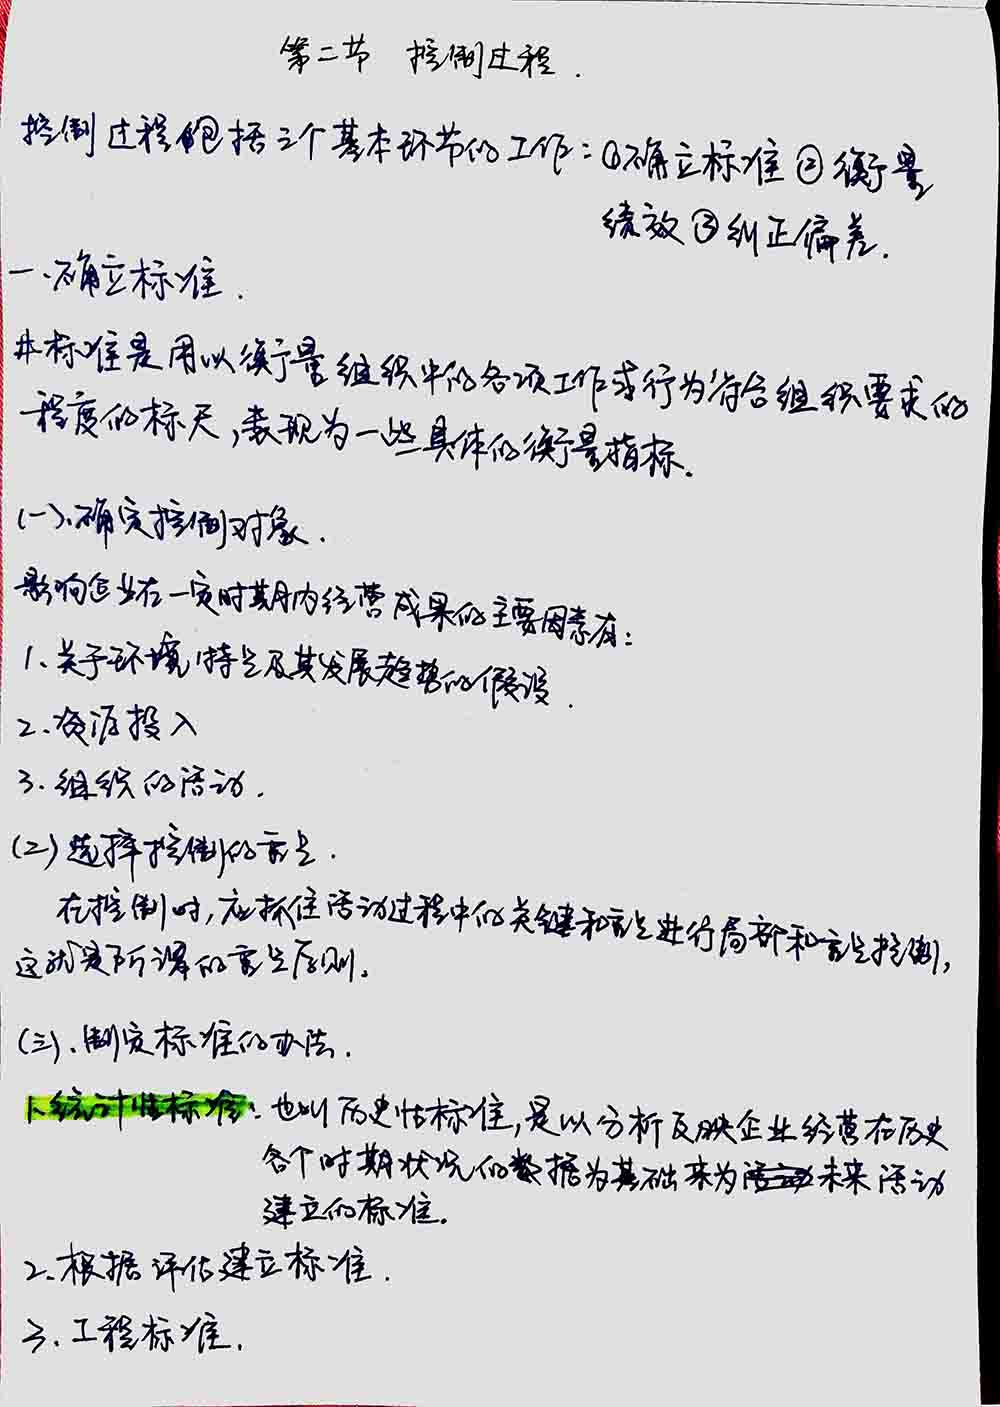 第二节 控制过程.
控制过程包括三个基本环节的工作：①确立标准②衡量
绩效③纠正偏差.
一、确立标准.
#标准是用以衡量组织中的各项工作或行为符合组织要求的
程度的标尺,表现为一些具体的衡量指标.
(一)、确定控制对象.
影响企业在一定时期内经营成果的主要因素有：
1、关于环境特点及其发展趋势的假设.
2、资源投入
3、组织的活动.
(二)选择控制的重点.
在控制时,应抓住活动过程中的关键和重点进行局部和重点控制,
这就是所谓的重点原则。
(三)、制定标准的办法.
1、统计性标准：也叫历史性标准,是以分析反映企业经营在历史
各个时期状况的数据为基础来为未来活动
建立的标准.
2、根据评估建立标准.
3、工程标准.